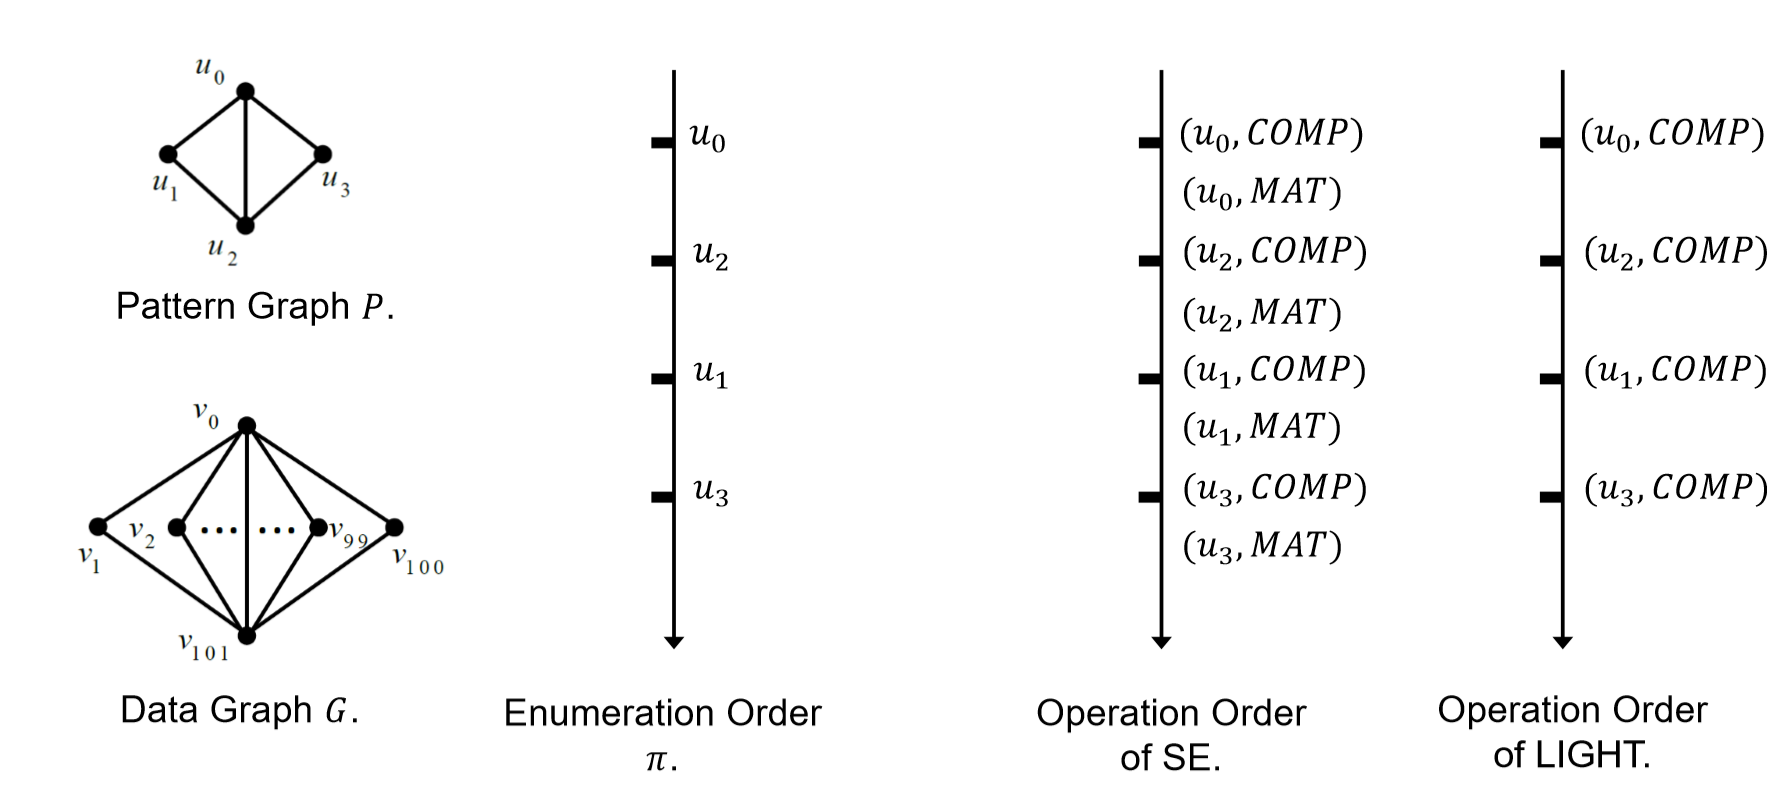 u₀
u₁
u₃
u₂
Pattern Graph P.
v₀
v₁
v₂
... ...
v₉₉
v₁₀₀
v₁₀₁
Data Graph G.
u₀
u₂
u₁
u₃
Enumeration Order
π.
(u₀, COMP)
(u₀, MAT)
(u₂, COMP)
(u₂, MAT)
(u₁, COMP)
(u₁, MAT)
(u₃, COMP)
(u₃, MAT)
Operation Order
of SE.
(u₀, COMP)
(u₂, COMP)
(u₁, COMP)
(u₃, COMP)
Operation Order
of LIGHT.